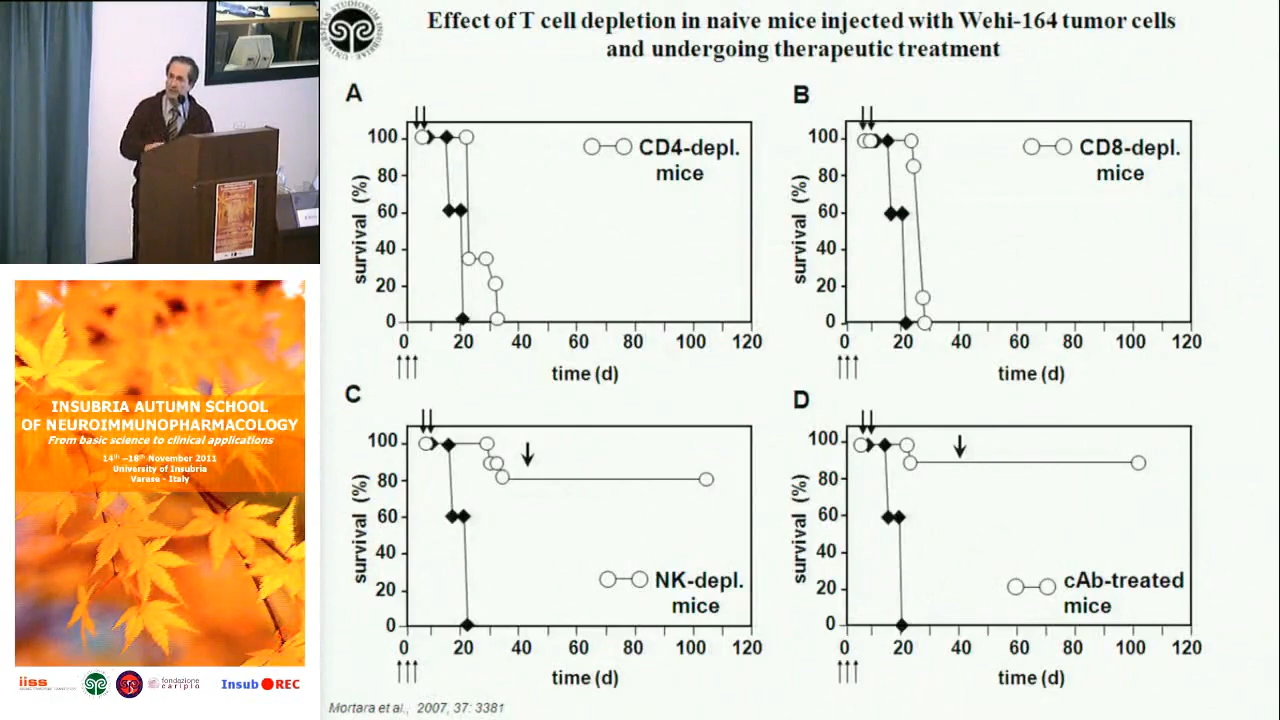 Effect of T cell depletion in naive mice injected with Wehi-164 tumor cells
and undergoing therapeutic treatment
A
100
80
60
40
20
0
survival (%)
CD4-depl.
mice
0 20 40 60 80 100 120
time (d)
B
100
80
60
40
20
0
survival (%)
CD8-depl.
mice
0 20 40 60 80 100 120
time (d)
C
100
80
60
40
20
0
survival (%)
NK-depl.
mice
0 20 40 60 80 100 120
time (d)
D
100
80
60
40
20
0
survival (%)
cAb-treated
mice
0 20 40 60 80 100 120
time (d)
Mortara et al., 2007, 37: 3381
INSUBRIA AUTUMN SCHOOL
OF NEUROIMMUNOPHARMACOLOGY
From basic science to clinical applications
14th –18th November 2011
University of Insubria
Varese - Italy
iiss
fondazione
cariplo
Insub REC